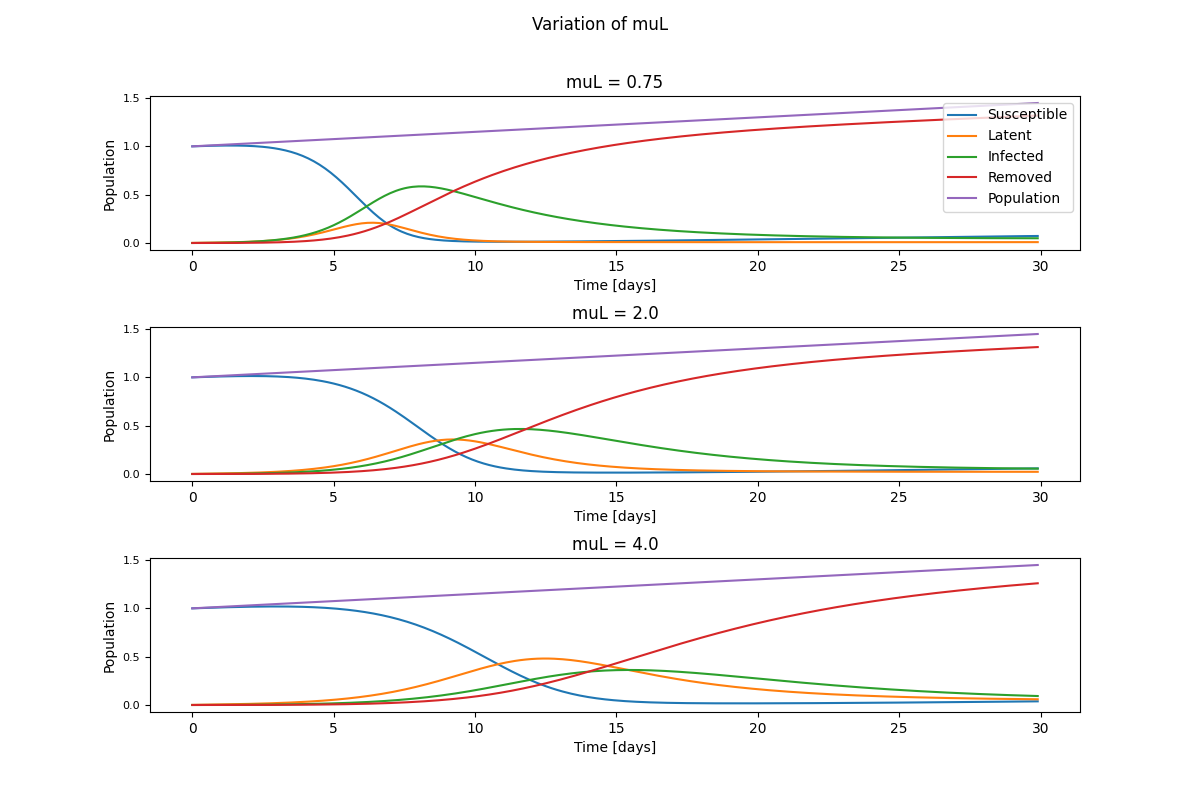 Variation of muL
muL = 0.75
1.5
1.0
0.5
0.0
Population
Susceptible
Latent
Infected
Removed
Population
0 5 10 15 20 25 30
Time [days]
muL = 2.0
1.5
1.0
0.5
0.0
Population
0 5 10 15 20 25 30
Time [days]
muL = 4.0
1.5
1.0
0.5
0.0
Population
0 5 10 15 20 25 30
Time [days]